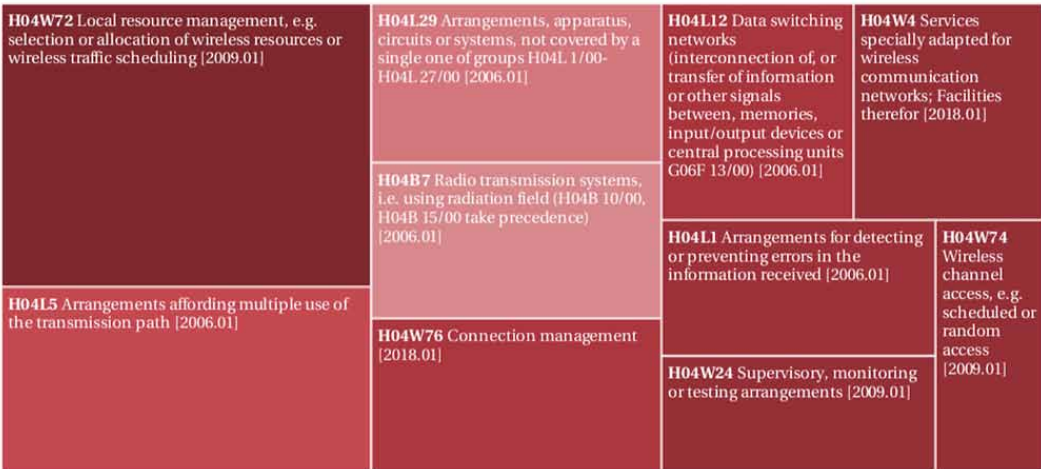 H04W72 Local resource management, e.g.
selection or allocation of wireless resources or
wireless traffic scheduling [2009.01]
H04L5 Arrangements affording multiple use of
the transmission path [2006.01]
H04L29 Arrangements, apparatus,
circuits or systems, not covered by a
single one of groups H04L 1/00-
H04L 27/00 [2006.01]
H04B7 Radio transmission systems,
i.e. using radiation field (H04B 10/00,
H04B 15/00 take precedence)
[2006.01]
H04W76 Connection management
[2018.01]
H04L12 Data switching
networks
(interconnection of, or
transfer of information
or other signals
between, memories,
input/output devices or
central processing units
G06F 13/00) [2006.01]
H04W4 Services
specially adapted for
wireless
communication
networks; Facilities
therefor [2018.01]
H04L1 Arrangements for detecting
or preventing errors in the
information received [2006.01]
H04W24 Supervisory, monitoring
or testing arrangements [2009.01]
H04W74
Wireless
channel
access, e.g.
scheduled or
random
access
[2009.01]